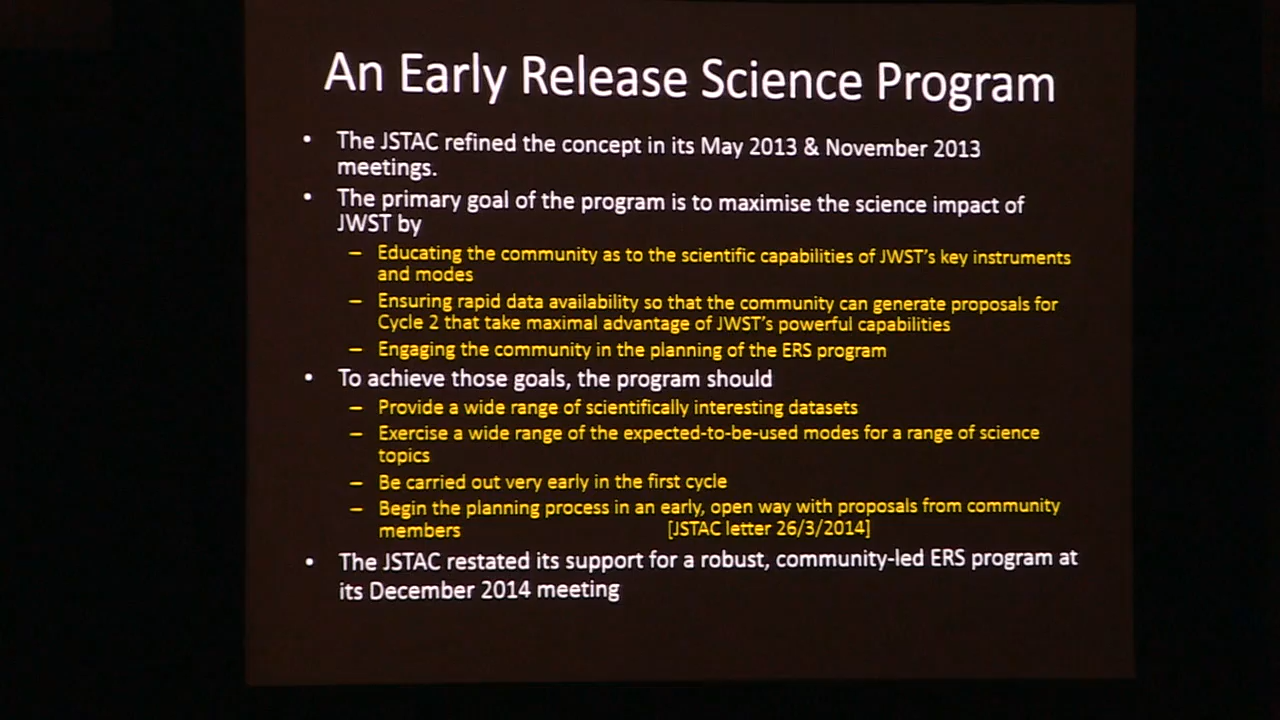 An Early Release Science Program
• The JSTAC refined the concept in its May 2013 & November 2013
meetings.
• The primary goal of the program is to maximise the science impact of
JWST by
– Educating the community as to the scientific capabilities of JWST's key instruments
and modes
– Ensuring rapid data availability so that the community can generate proposals for
Cycle 2 that take maximal advantage of JWST's powerful capabilities
– Engaging the community in the planning of the ERS program
• To achieve those goals, the program should
– Provide a wide range of scientifically interesting datasets
– Exercise a wide range of the expected-to-be-used modes for a range of science
topics
– Be carried out very early in the first cycle
– Begin the planning process in an early, open way with proposals from community
members [JSTAC letter 26/3/2014]
• The JSTAC restated its support for a robust, community-led ERS program at
its December 2014 meeting